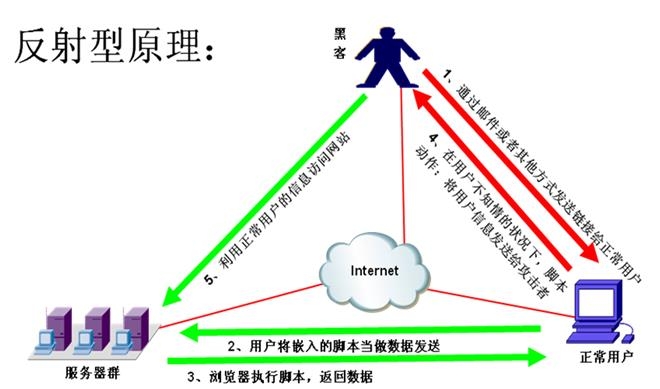 反射型原理：
黑
客
1、通过邮件或者其他方式发送链接给正常用户
4、在用户不知情的状况下，脚本
动作：将用户信息发送给攻击者
5、利用正常用户的信息访问网站
Internet
2、用户将嵌入的脚本当做数据发送
服务器群
正常用户
3、浏览器执行脚本，返回数据